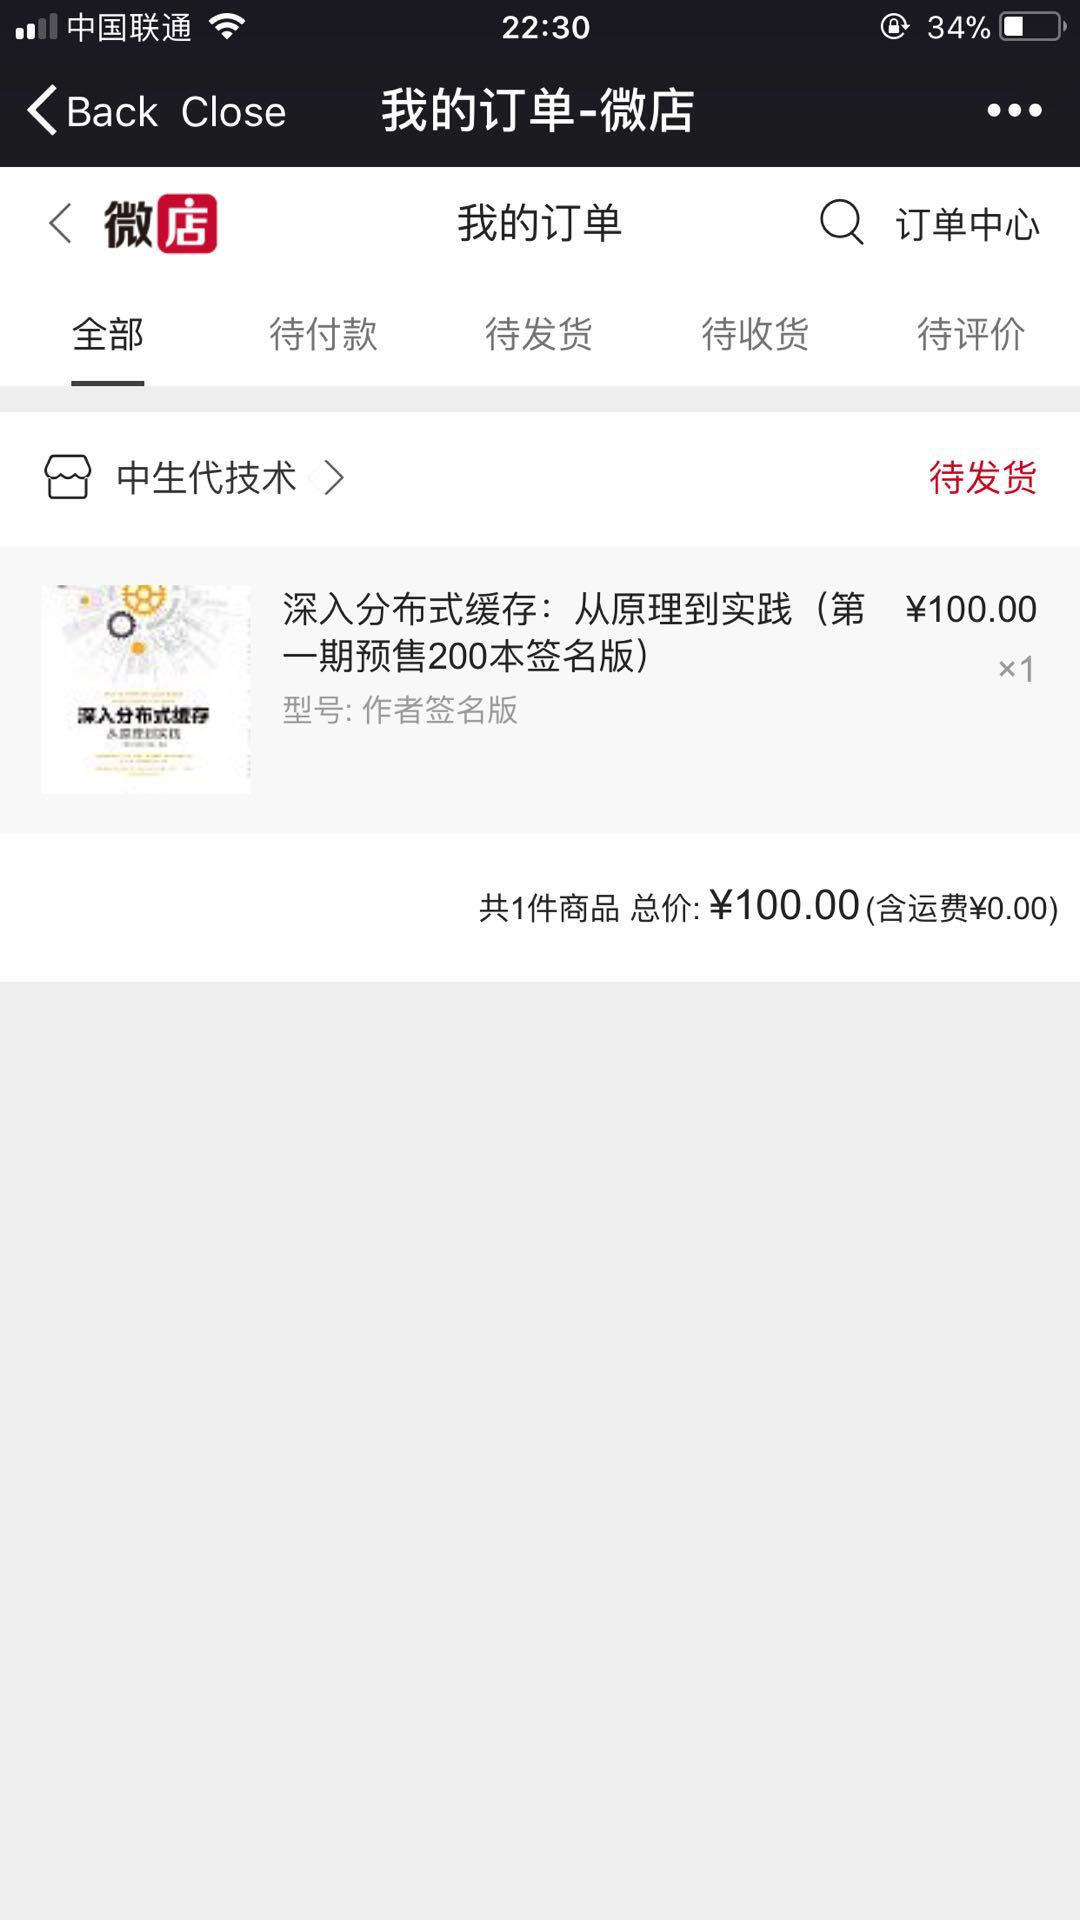 中国联通 22:30 34%
Back Close 我的订单-微店
微店 我的订单 订单中心
全部 待付款 待发货 待收货 待评价
中生代技术 待发货
深入分布式缓存：从原理到实践（第 ¥100.00
一期预售200本签名版） ×1
型号: 作者签名版
深入分布式缓存
从原理到实践
共1件商品 总价: ¥100.00 (含运费¥0.00)